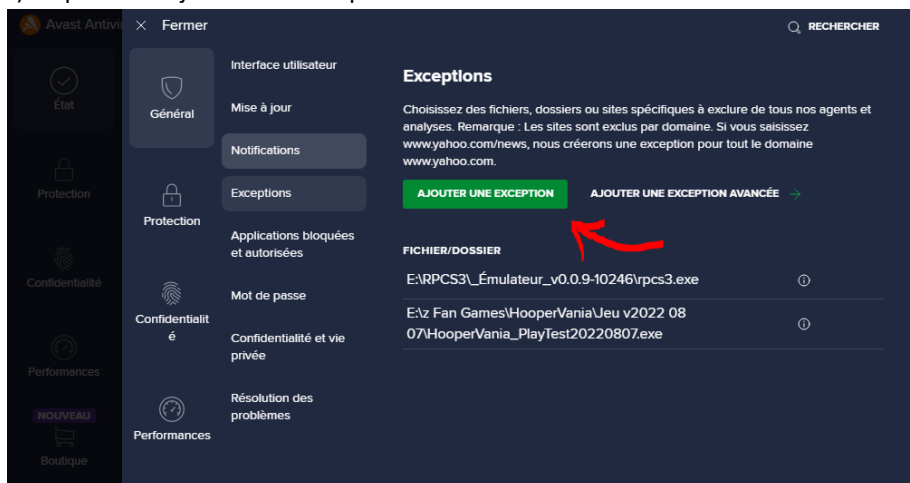 Avast Antivi
Fermer
RECHERCHER
État
Protection
Confidentialité
Performances
NOUVEAU
Boutique
Général
Protection
Confidentialit
é
Performances
Interface utilisateur
Mise à jour
Notifications
Exceptions
Applications bloquées
et autorisées
Mot de passe
Confidentialité et vie
privée
Résolution des
problèmes
Exceptions
Choisissez des fichiers, dossiers ou sites spécifiques à exclure de tous nos agents et
analyses. Remarque : Les sites sont exclus par domaine. Si vous saisissez
www.yahoo.com/news, nous créerons une exception pour tout le domaine
www.yahoo.com.
AJOUTER UNE EXCEPTION
AJOUTER UNE EXCEPTION AVANCÉE
FICHIER/DOSSIER
E:\RPCS3\_Émulateur_v0.0.9-10246\rpcs3.exe
E:\z Fan Games\HooperVania\Jeu v2022 08
07\HooperVania_PlayTest20220807.exe